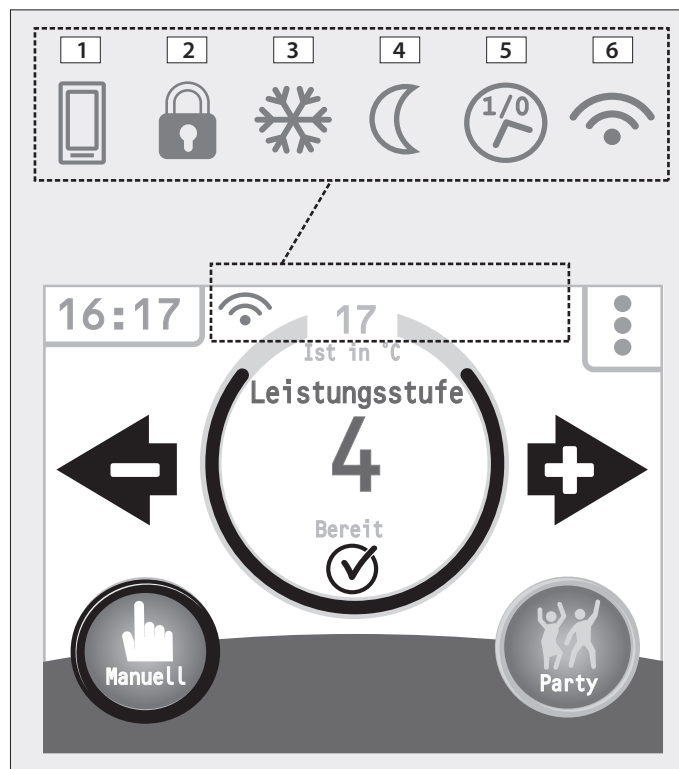 1 2 3 4 5 6
1/0
16:17
17
Ist in °C
Leistungsstufe
4
Bereit
Manuell
Party